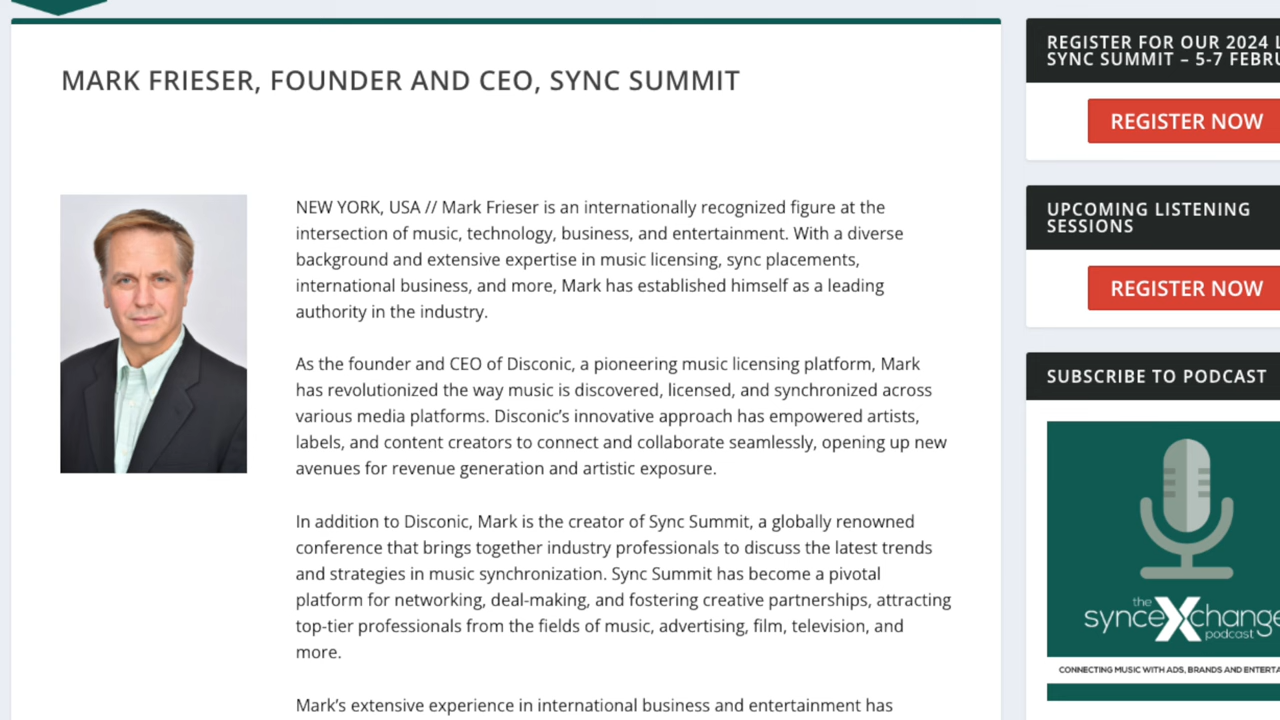 MARK FRIESER, FOUNDER AND CEO, SYNC SUMMIT
NEW YORK, USA // Mark Frieser is an internationally recognized figure at the
intersection of music, technology, business, and entertainment. With a diverse
background and extensive expertise in music licensing, sync placements,
international business, and more, Mark has established himself as a leading
authority in the industry.
As the founder and CEO of Disconic, a pioneering music licensing platform, Mark
has revolutionized the way music is discovered, licensed, and synchronized across
various media platforms. Disconic’s innovative approach has empowered artists,
labels, and content creators to connect and collaborate seamlessly, opening up new
avenues for revenue generation and artistic exposure.
In addition to Disconic, Mark is the creator of Sync Summit, a globally renowned
conference that brings together industry professionals to discuss the latest trends
and strategies in music synchronization. Sync Summit has become a pivotal
platform for networking, deal-making, and fostering creative partnerships, attracting
top-tier professionals from the fields of music, advertising, film, television, and
more.
Mark’s extensive experience in international business and entertainment has
REGISTER FOR OUR 2024
SYNC SUMMIT – 5-7
REGISTER NOW
UPCOMING LISTENING
SESSIONS
REGISTER NOW
SUBSCRIBE TO PODCAST
the
synceXchange
podcast
CONNECTING MUSIC WITH ADS, BRANDS AND